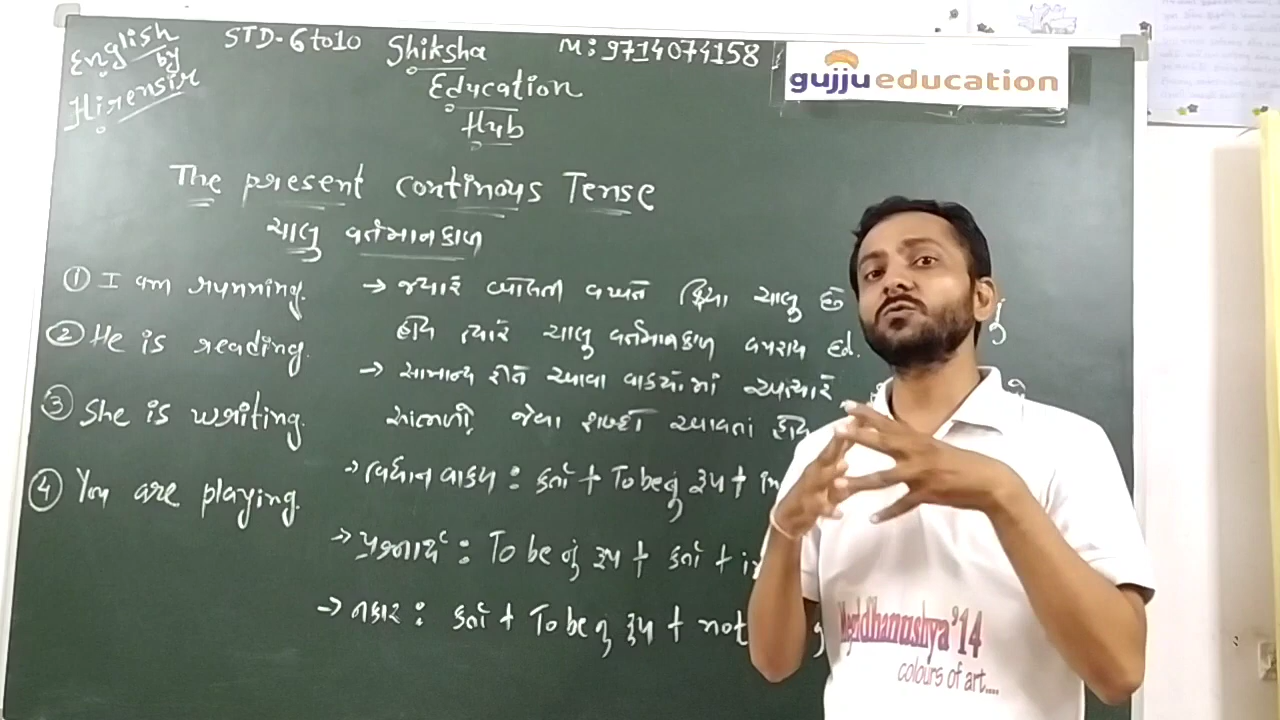 English by Hirensir
STD-6 to 10
Shiksha
Education
Hub
M: 9714074158
gujju education
The present continous Tense
ચાલુ વર્તમાનકાળ
① I am running.
② He is reading.
③ She is writing.
④ You are playing.
→ જ્યારે બોલતી વખતે ક્રિયા ચાલુ છે
હોય ત્યારે ચાલુ વર્તમાનકાળ વપરાય છે.
→ સામાન્ય રીતે આવા વાક્યોમાં અત્યારે
જેવા શબ્દો આવતાં હોય
→ વિધાન વાક્ય : કર્તા + To be નું રૂપ + in
→ પ્રશ્નાર્થ : To be નું રૂપ + કર્તા + in
→ નકાર : કર્તા + To be નું રૂપ + not
Meghdhanushya'14
colours of art....